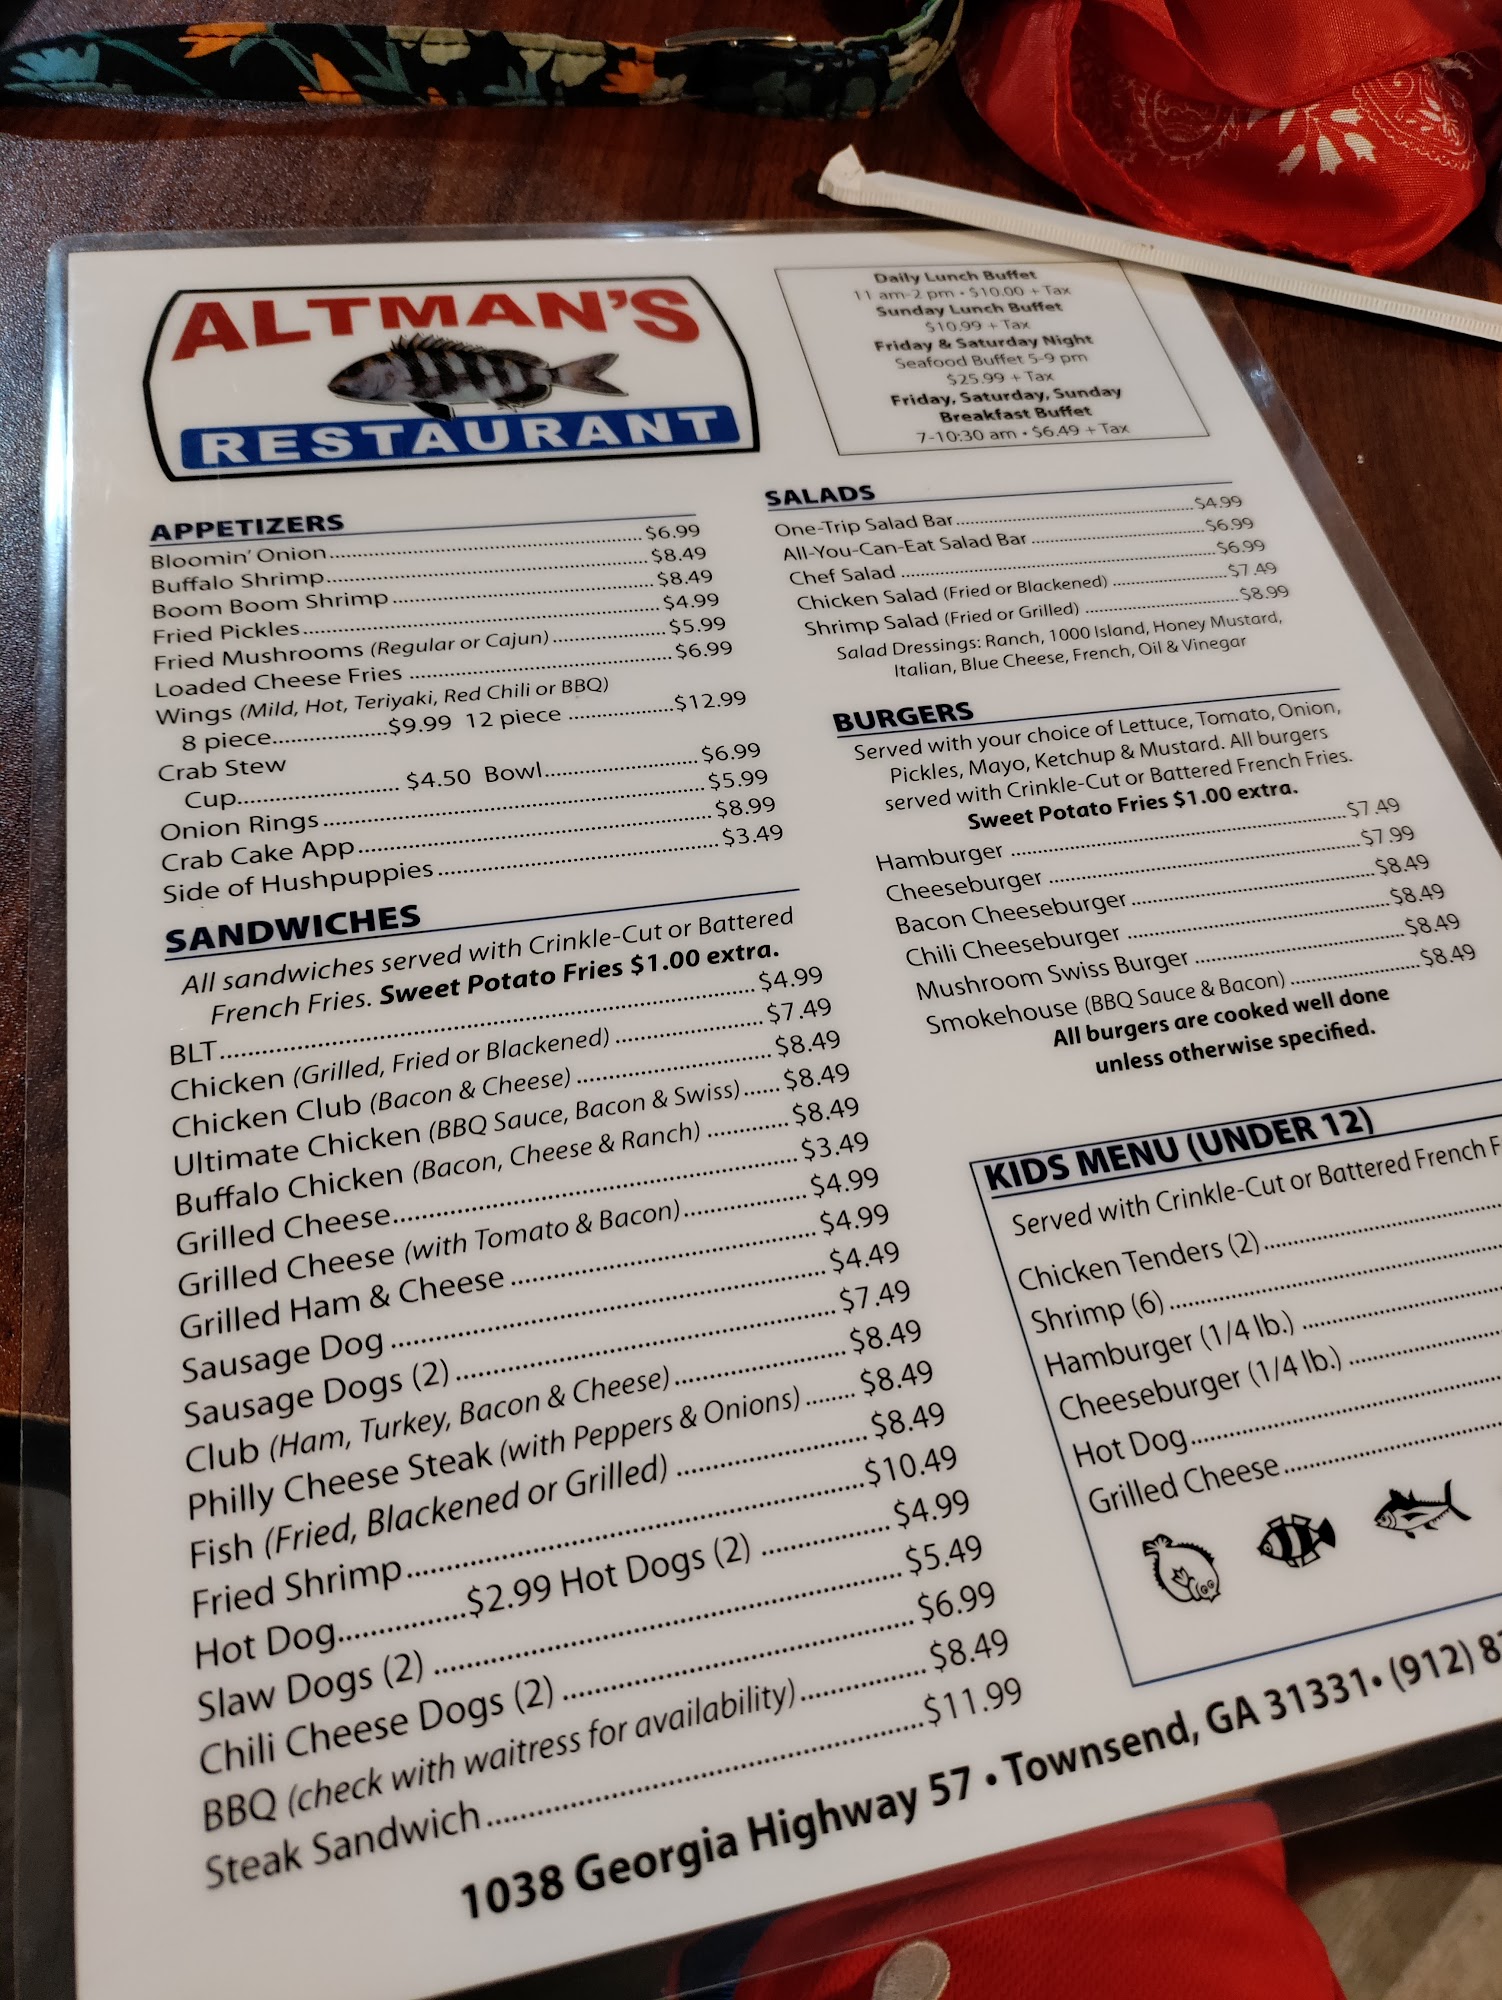 ALTMAN'S
RESTAURANT
Daily Lunch Buffet
11 am-2 pm • $10.00 + Tax
Sunday Lunch Buffet
$10.99 + Tax
Friday & Saturday Night
Seafood Buffet 5-9 pm
$25.99 + Tax
Friday, Saturday, Sunday
Breakfast Buffet
7-10:30 am • $6.49 + Tax
APPETIZERS
Bloomin' Onion $6.99
Buffalo Shrimp $8.49
Boom Boom Shrimp $8.49
Fried Pickles $4.99
Fried Mushrooms (Regular or Cajun) $5.99
Loaded Cheese Fries $6.99
Wings (Mild, Hot, Teriyaki, Red Chili or BBQ)
8 piece $9.99 12 piece $12.99
Crab Stew
Cup $4.50 Bowl $6.99
Onion Rings $5.99
Crab Cake App $8.99
Side of Hushpuppies $3.49
SANDWICHES
All sandwiches served with Crinkle-Cut or Battered
French Fries. Sweet Potato Fries $1.00 extra.
BLT $4.99
Chicken (Grilled, Fried or Blackened) $7.49
Chicken Club (Bacon & Cheese) $8.49
Ultimate Chicken (BBQ Sauce, Bacon & Swiss) $8.49
Buffalo Chicken (Bacon, Cheese & Ranch) $8.49
Grilled Cheese $3.49
Grilled Cheese (with Tomato & Bacon) $4.99
Grilled Ham & Cheese $4.99
Sausage Dog $4.49
Sausage Dogs (2) $7.49
Club (Ham, Turkey, Bacon & Cheese) $8.49
Philly Cheese Steak (with Peppers & Onions) $8.49
Fish (Fried, Blackened or Grilled) $8.49
Fried Shrimp $10.49
Hot Dog $2.99 Hot Dogs (2) $4.99
Slaw Dogs (2) $5.49
Chili Cheese Dogs (2) $6.99
BBQ (check with waitress for availability) $8.49
Steak Sandwich $11.99
SALADS
One-Trip Salad Bar $4.99
All-You-Can-Eat Salad Bar $6.99
Chef Salad $6.99
Chicken Salad (Fried or Blackened) $7.49
Shrimp Salad (Fried or Grilled) $8.99
Salad Dressings: Ranch, 1000 Island, Honey Mustard,
Italian, Blue Cheese, French, Oil & Vinegar
BURGERS
Served with your choice of Lettuce, Tomato, Onion,
Pickles, Mayo, Ketchup & Mustard. All burgers
served with Crinkle-Cut or Battered French Fries.
Sweet Potato Fries $1.00 extra.
Hamburger $7.49
Cheeseburger $7.99
Bacon Cheeseburger $8.49
Chili Cheeseburger $8.49
Mushroom Swiss Burger $8.49
Smokehouse (BBQ Sauce & Bacon) $8.49
All burgers are cooked well done
unless otherwise specified.
KIDS MENU (UNDER 12)
Served with Crinkle-Cut or Battered French F
Chicken Tenders (2)
Shrimp (6)
Hamburger (1/4 lb.)
Cheeseburger (1/4 lb.)
Hot Dog
Grilled Cheese
1038 Georgia Highway 57 • Townsend, GA 31331 • (912) 8